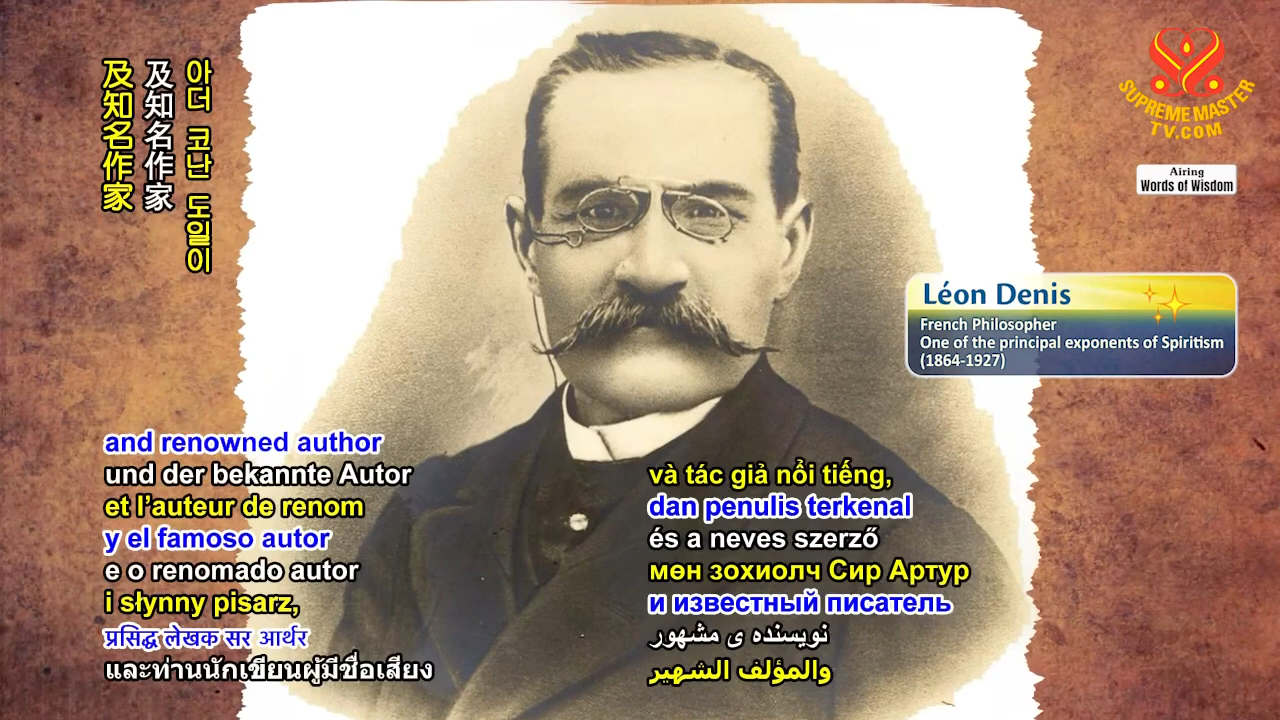 아더 코난 도일이
及知名作家
及知名作家
SUPREME MASTER
TV.COM
Airing
Words of Wisdom
Léon Denis
French Philosopher
One of the principal exponents of Spiritism
(1864-1927)
and renowned author
und der bekannte Autor
et l’auteur de renom
y el famoso autor
e o renomado autor
i słynny pisarz,
प्रसिद्ध लेखक सर आर्थर
และท่านนักเขียนผู้มีชื่อเสียง
và tác giả nổi tiếng,
dan penulis terkenal
és a neves szerző
мөн зохиолч Сир Артур
и известный писатель
نویسنده ی مشهور
والمؤلف الشهير